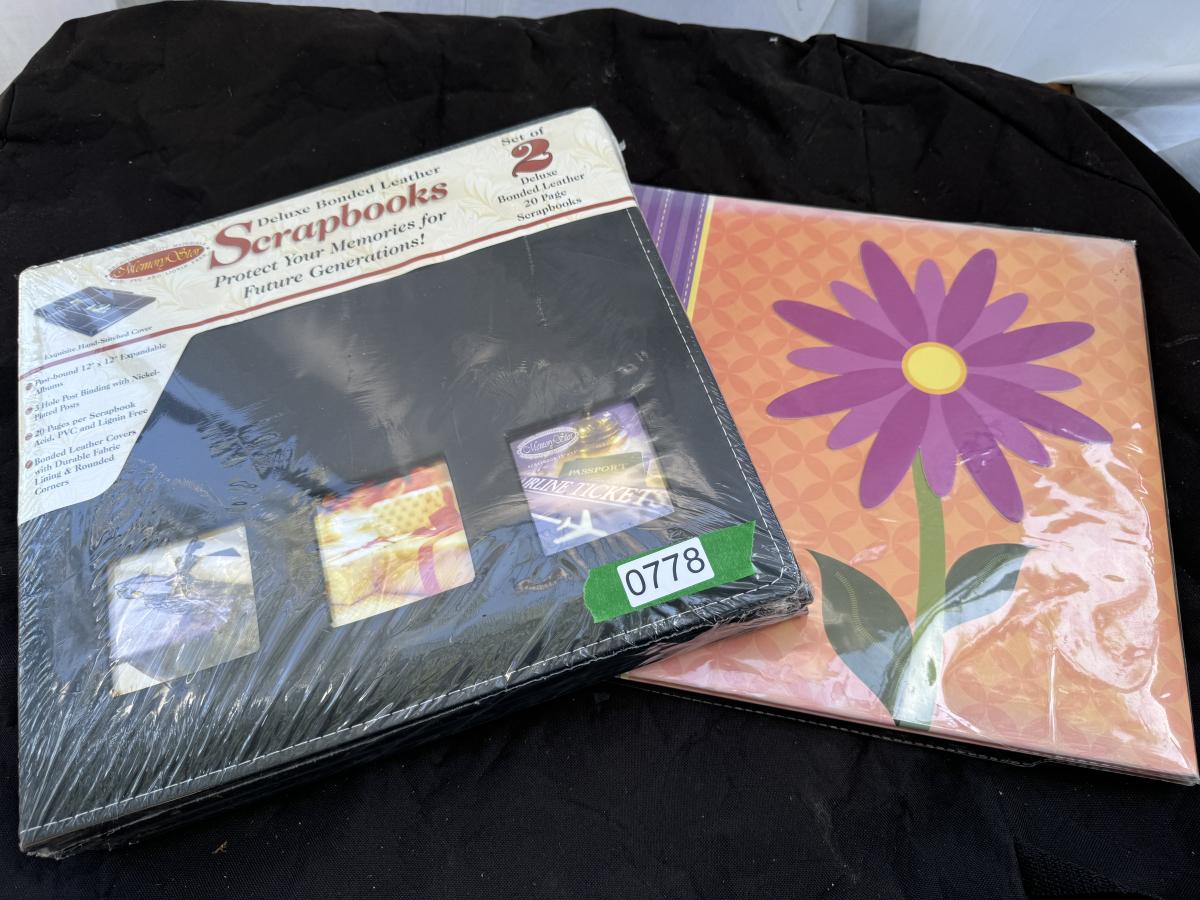 Deluxe Bonded Leather
Scrapbooks
Protect Your Memories for
Future Generations!
Set of
2
Deluxe
Bonded Leather
20 Page
Scrapbooks
MemoryStor
Exquisite Hand-Stitched Cover
Post-bound 12" x 12" Expandable
Albums
3 Hole Post Binding with Nickel-
Plated Posts
20 Pages per Scrapbook
Acid, PVC and Lignin Free
Bonded Leather Covers
with Durable Fabric
Lining & Rounded
Corners
MemoryStor
PASSPORT
RLINE TICKET
0778